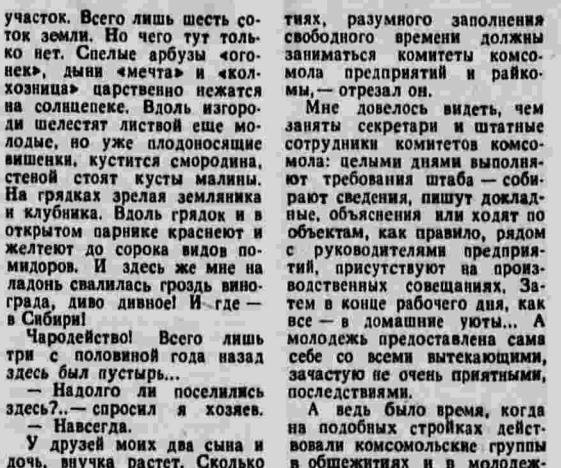 участок. Всего лишь шесть со-
ток земли. Но чего тут толь-
ко нет. Спелые арбузы «ого-
нек», дыни «мечта» и «кол-
хозница» царственно нежатся
на солнцепеке. Вдоль изгоро-
ди шелестят листвой еще мо-
лодые, но уже плодоносящие
вишенки, кустится смородина,
стеной стоят кусты малины.
На грядках зрелая земляника
и клубника. Вдоль грядок и в
открытом парнике краснеют и
желтеют до сорока видов по-
мидоров. И здесь же мне на
ладонь свалилась гроздь вино-
града, диво дивное! И где —
в Сибири!
Чародейство! Всего лишь
три с половиной года назад
здесь был пустырь...
— Надолго ли поселились
здесь?..— спросил я хозяев.
— Навсегда.
У друзей моих два сына и
дочь, внучка растет. Сколько
тиях, разумного заполнения
свободного времени должны
заниматься комитеты комсо-
мола предприятий и райко-
мы,— отрезал он.
Мне довелось видеть, чем
заняты секретари и штатные
сотрудники комитетов комсо-
мола: целыми днями выполня-
ют требования штаба — соби-
рают сведения, пишут доклад-
ные, объяснения или ходят по
объектам, как правило, рядом
с руководителями предприя-
тий, присутствуют на произ-
водственных совещаниях. За-
тем в конце рабочего дня, как
все — в домашние уюты... А
молодежь предоставлена сама
себе со всеми вытекающими,
зачастую не очень приятными,
последствиями.
А ведь было время, когда
на подобных стройках дейст-
вовали комсомольские группы
в общежитиях и в молодеж-